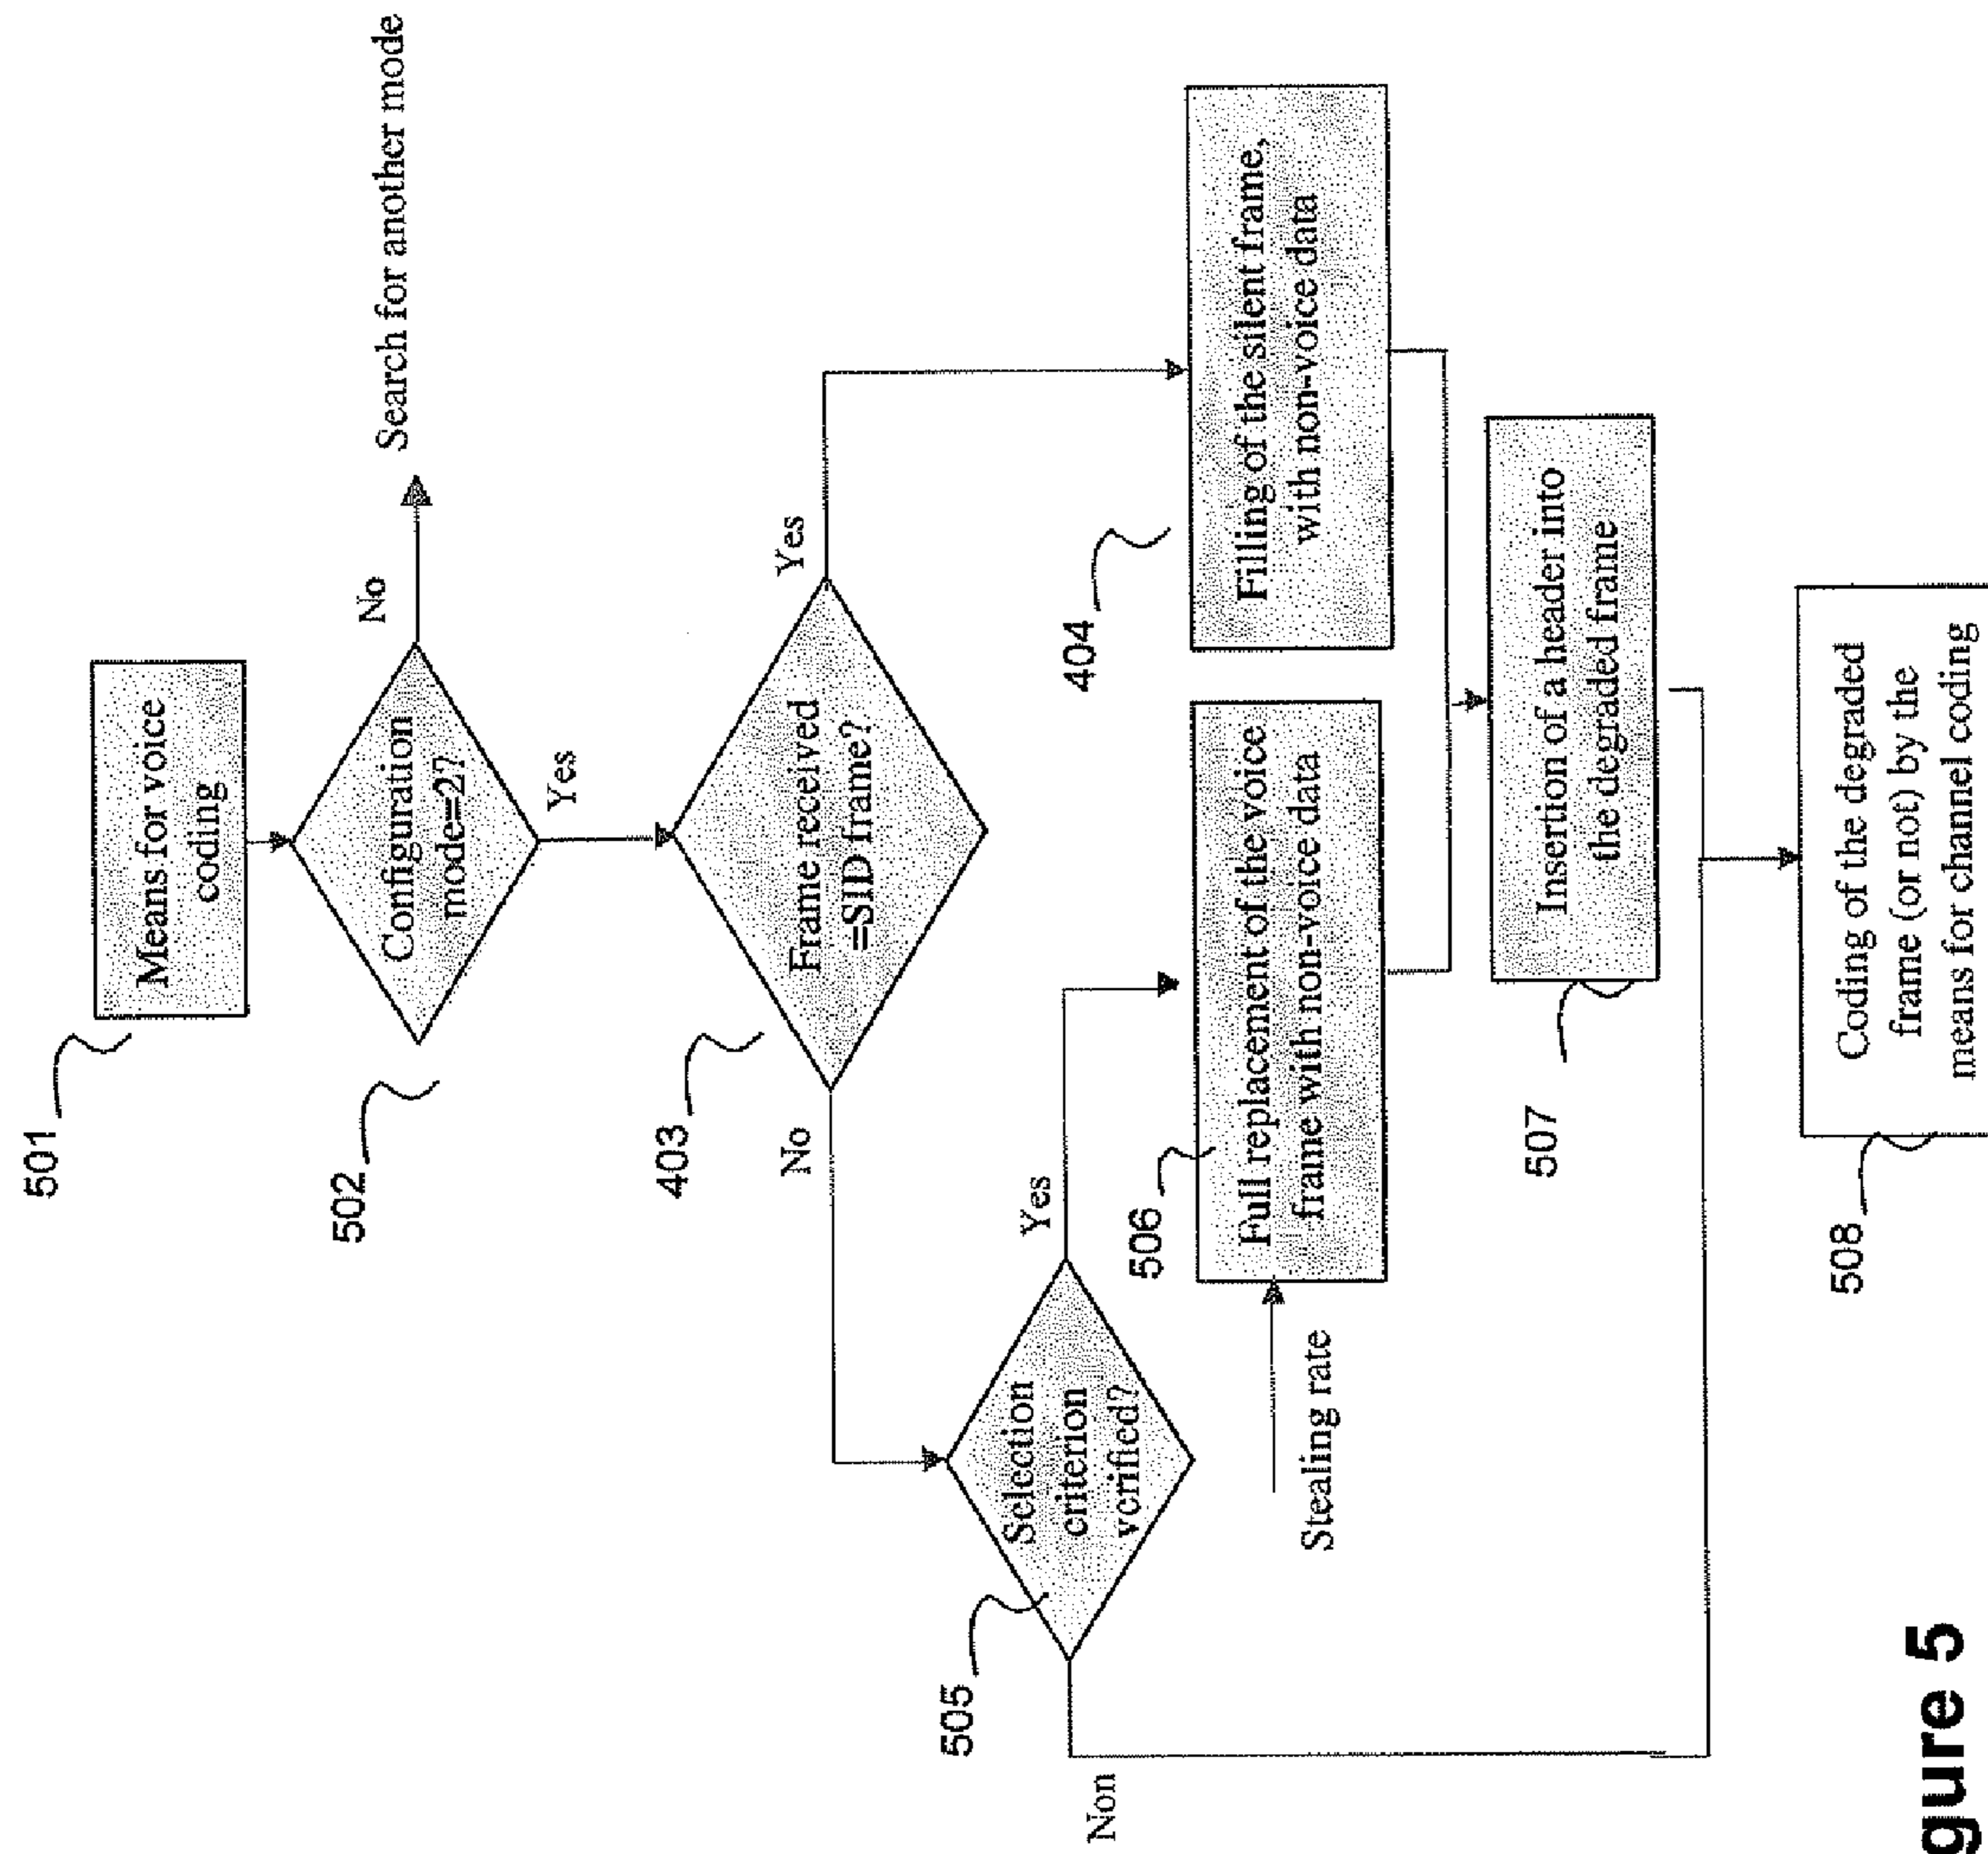 501
Means for voice
coding
502
Configuration
mode=2?
No
Search for another mode
Yes
403
Frame received
=SID frame?
No
Yes
505
Selection
criterion
verified?
Yes
Non
404
Filling of the silent frame,
with non-voice data
506
Full replacement of the voice
frame with non-voice data
Stealing rate
507
Insertion of a header into
the degraded frame
508
Coding of the degraded
frame (or not) by the
means for channel coding
gure 5